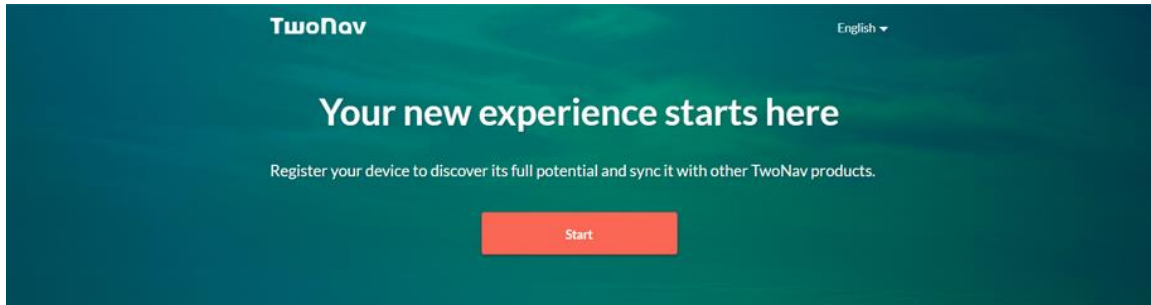 TwoNav
English
Your new experience starts here
Register your device to discover its full potential and sync it with other TwoNav products.
Start